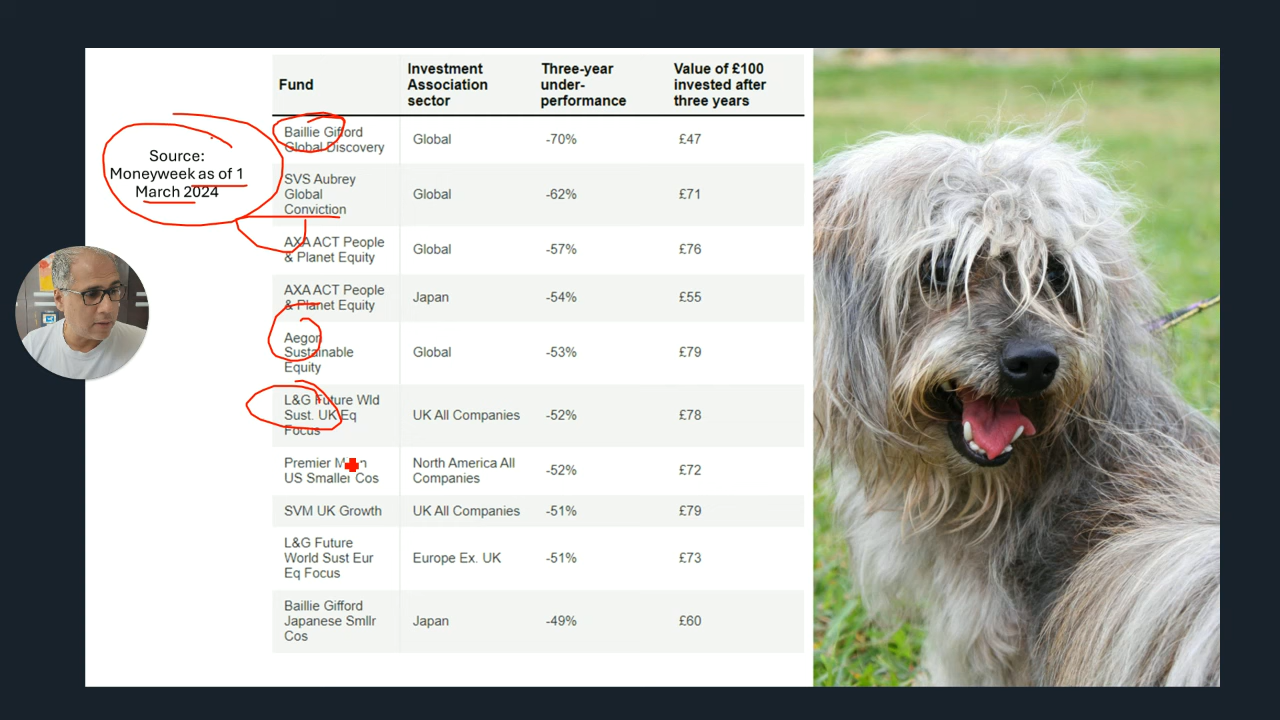 Fund
Investment
Association
sector
Three-year
under-
performance
Value of £100
invested after
three years
Source:
Moneyweek as of 1
March 2024
Baillie Gifford
Global Discovery
Global
-70%
£47
SVS Aubrey
Global
Conviction
Global
-62%
£71
AXA ACT People
& Planet Equity
Global
-57%
£76
AXA ACT People
& Planet Equity
Japan
-54%
£55
Aegon
Sustainable
Equity
Global
-53%
£79
L&G Future Wld
Sust. UK Eq
Focus
UK All Companies
-52%
£78
Premier
US Smaller Cos
North America All
Companies
-52%
£72
SVM UK Growth
UK All Companies
-51%
£79
L&G Future
World Sust Eur
Eq Focus
Europe Ex. UK
-51%
£73
Baillie Gifford
Japanese Smllr
Cos
Japan
-49%
£60